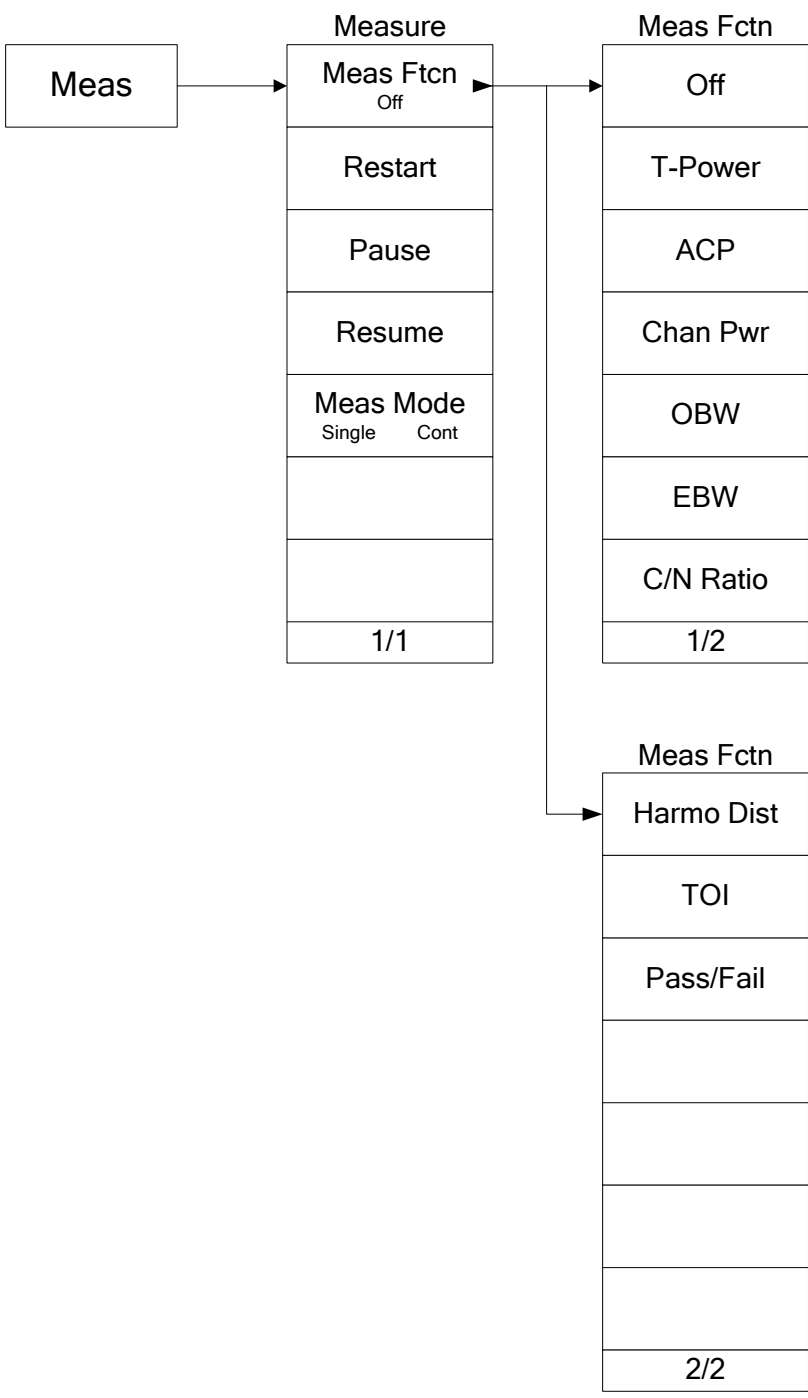 Meas
Measure
Meas Ftcn
Off
Restart
Pause
Resume
Meas Mode
Single Cont
1/1
Meas Fctn
Off
T-Power
ACP
Chan Pwr
OBW
EBW
C/N Ratio
1/2
Meas Fctn
Harmo Dist
TOI
Pass/Fail
2/2